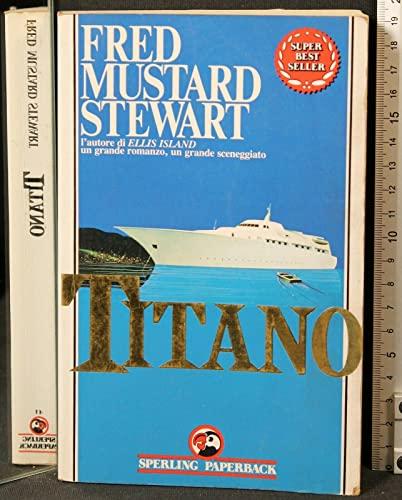 FRED
MUSTARD
STEWART
l'autore di ELLIS ISLAND
un grande romanzo, un grande sceneggiato
SUPER
BEST
SELLER
TITANO
SPERLING PAPERBACK
FRED MUSTARD STEWART
TITANO
SPERLING
PAPERBACK